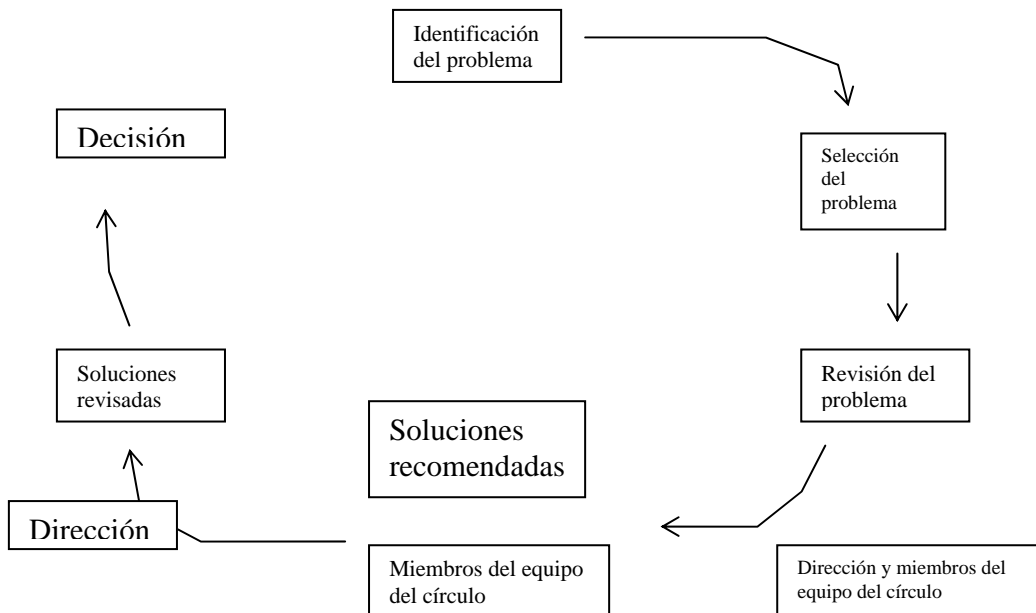 Identificación
del problema
Decisión
Selección
del
problema
Soluciones
revisadas
Revisión del
problema
Soluciones
recomendadas
Dirección
Miembros del equipo
del círculo
Dirección y miembros del
equipo del círculo